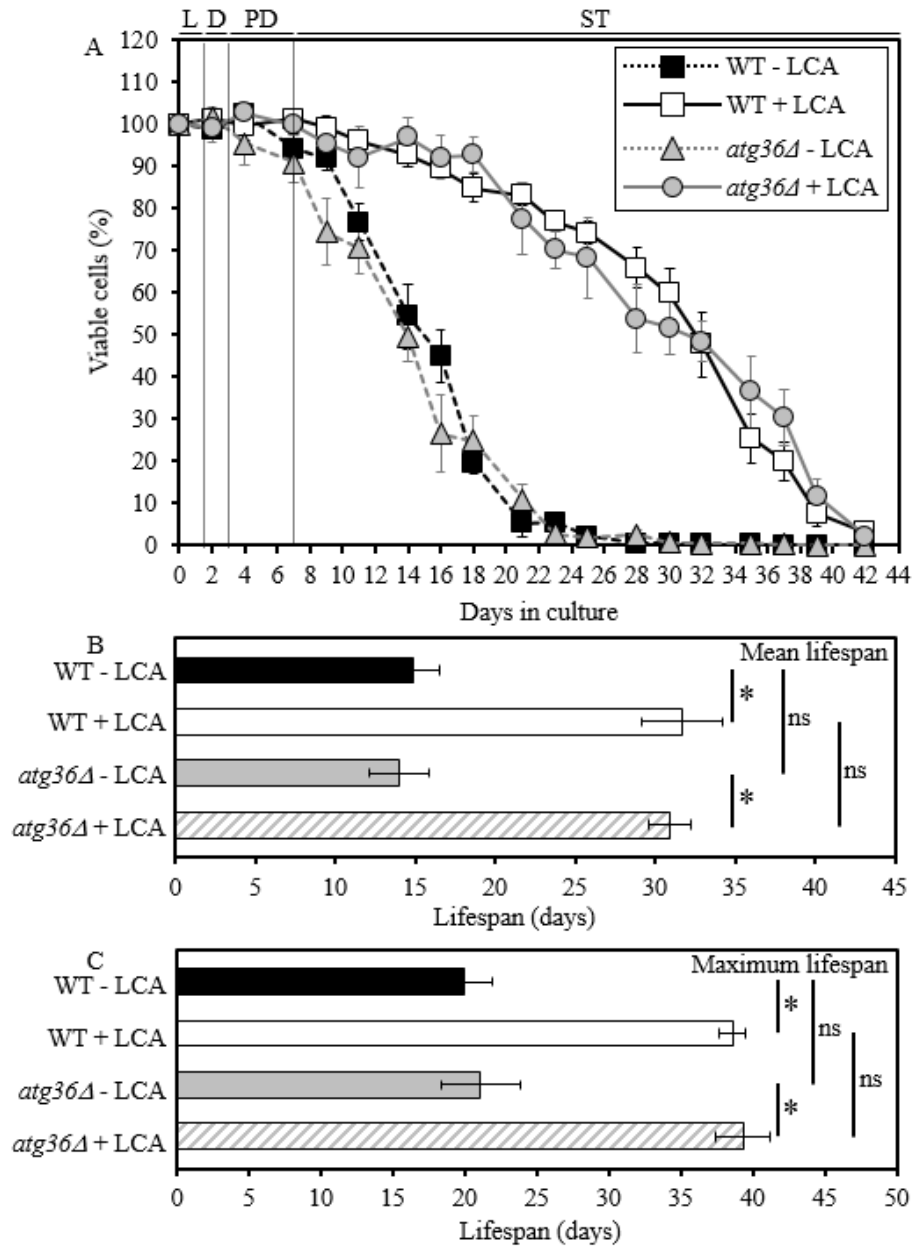 L D PD ST
A
120
110
100
90
80
70
60
50
40
30
20
10
0
Viable cells (%)
WT - LCA
WT + LCA
atg36Δ - LCA
atg36Δ + LCA
0 2 4 6 8 10 12 14 16 18 20 22 24 26 28 30 32 34 36 38 40 42 44
Days in culture
B
Mean lifespan
WT - LCA
WT + LCA
atg36Δ - LCA
atg36Δ + LCA
*
ns
*
ns
0 5 10 15 20 25 30 35 40 45
Lifespan (days)
C
Maximum lifespan
WT - LCA
WT + LCA
atg36Δ - LCA
atg36Δ + LCA
*
ns
*
ns
0 5 10 15 20 25 30 35 40 45 50
Lifespan (days)